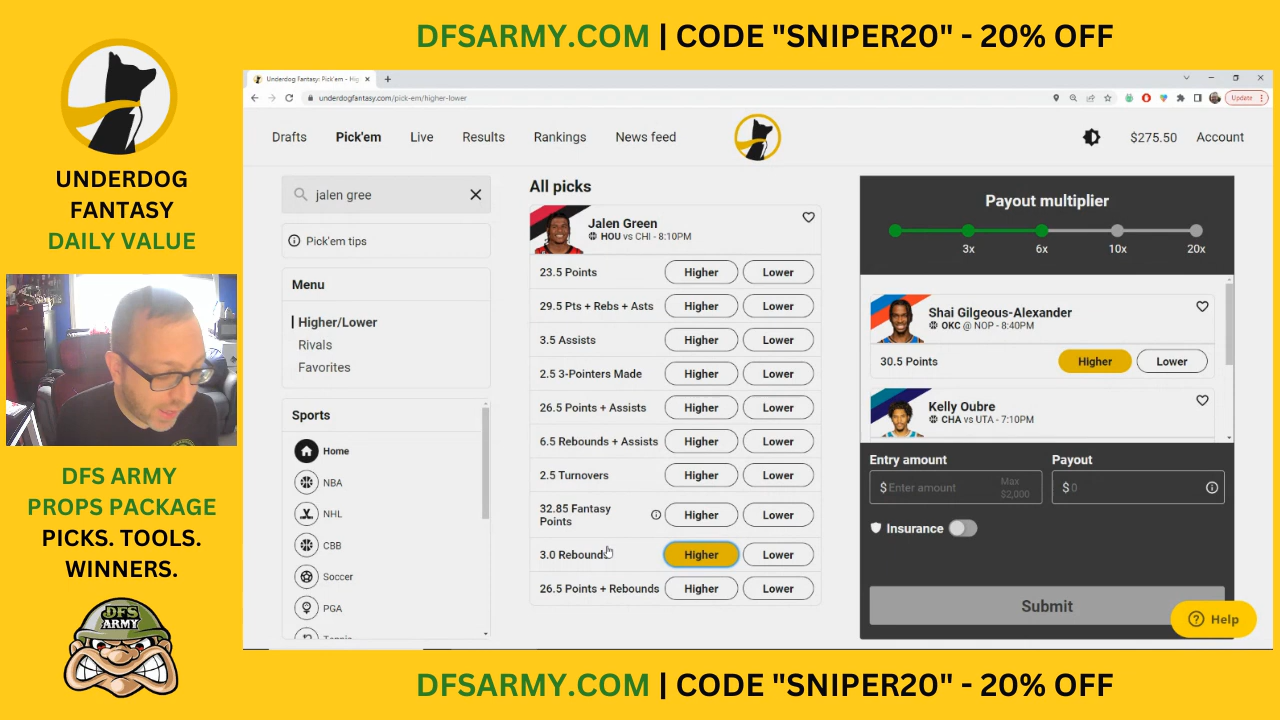 DFSARMY.COM | CODE "SNIPER20" - 20% OFF
UNDERDOG
FANTASY
DAILY VALUE
DFS ARMY
PROPS PACKAGE
PICKS. TOOLS.
WINNERS.
DFS
ARMY
Underdog Fantasy: Pick'em - Hig
underdogfantasy.com/pick-em/higher-lower
Update
Drafts Pick'em Live Results Rankings News feed $275.50 Account
jalen gree
Pick'em tips
Menu
Higher/Lower
Rivals
Favorites
Sports
Home
NBA
NHL
CBB
Soccer
PGA
All picks
Jalen Green
HOU vs CHI - 8:10PM
23.5 Points Higher Lower
29.5 Pts + Rebs + Asts Higher Lower
3.5 Assists Higher Lower
2.5 3-Pointers Made Higher Lower
26.5 Points + Assists Higher Lower
6.5 Rebounds + Assists Higher Lower
2.5 Turnovers Higher Lower
32.85 Fantasy
Points Higher Lower
3.0 Rebounds Higher Lower
26.5 Points + Rebounds Higher Lower
Payout multiplier
3x 6x 10x 20x
Shai Gilgeous-Alexander
OKC @ NOP - 8:40PM
30.5 Points Higher Lower
Kelly Oubre
CHA vs UTA - 7:10PM
Entry amount Payout
$ Enter amount Max
$2,000
$ 0
Insurance
Submit
Help
DFSARMY.COM | CODE "SNIPER20" - 20% OFF